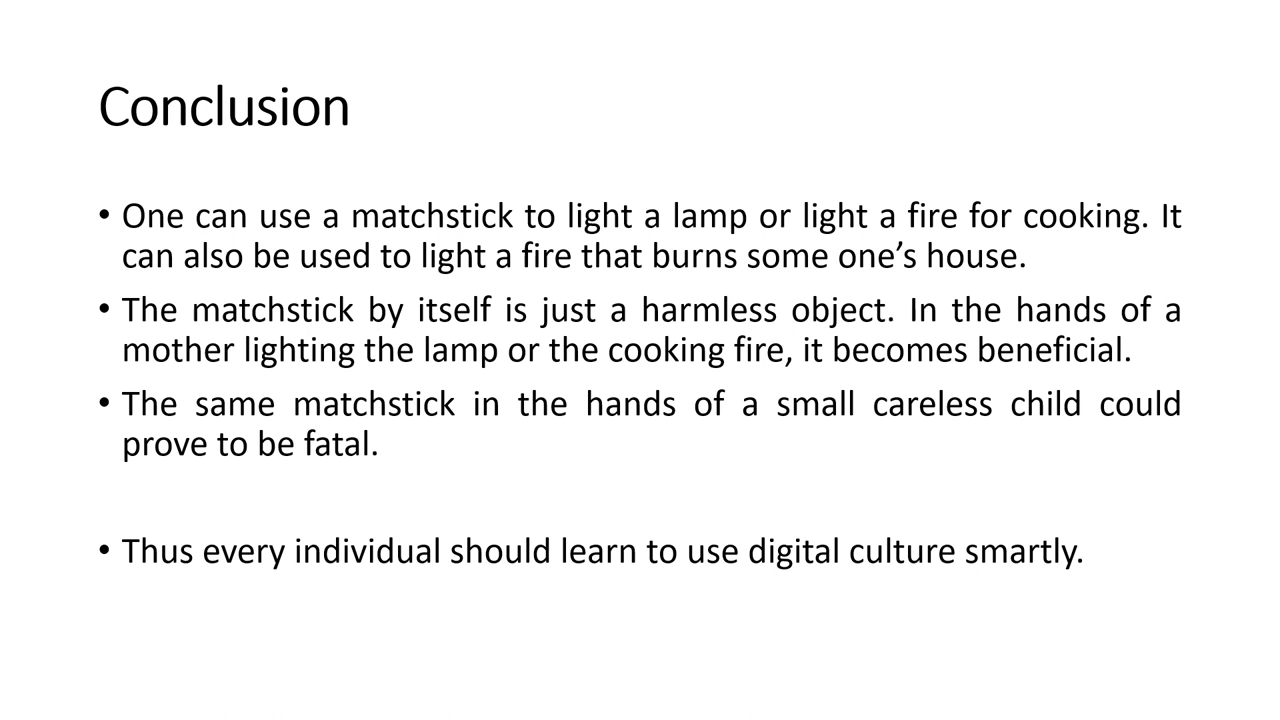 Conclusion
• One can use a matchstick to light a lamp or light a fire for cooking. It
can also be used to light a fire that burns some one’s house.
• The matchstick by itself is just a harmless object. In the hands of a
mother lighting the lamp or the cooking fire, it becomes beneficial.
• The same matchstick in the hands of a small careless child could
prove to be fatal.
• Thus every individual should learn to use digital culture smartly.